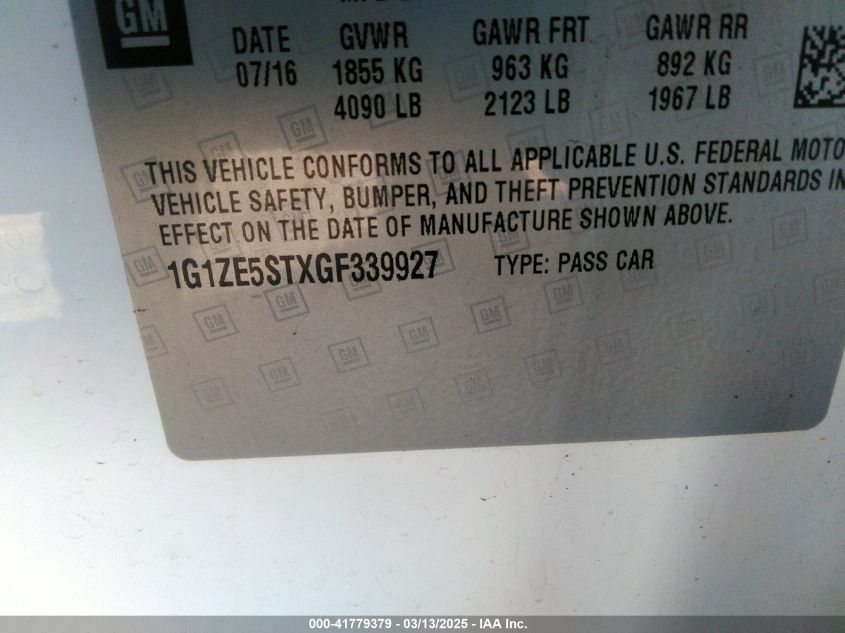 GM
DATE GVWR GAWR FRT GAWR RR
07/16 1855 KG 963 KG 892 KG
4090 LB 2123 LB 1967 LB
THIS VEHICLE CONFORMS TO ALL APPLICABLE U.S. FEDERAL MOTO
VEHICLE SAFETY, BUMPER, AND THEFT PREVENTION STANDARDS IN
EFFECT ON THE DATE OF MANUFACTURE SHOWN ABOVE.
1G1ZE5STXGF339927 TYPE: PASS CAR
000-41779379 - 03/13/2025 - IAA Inc.